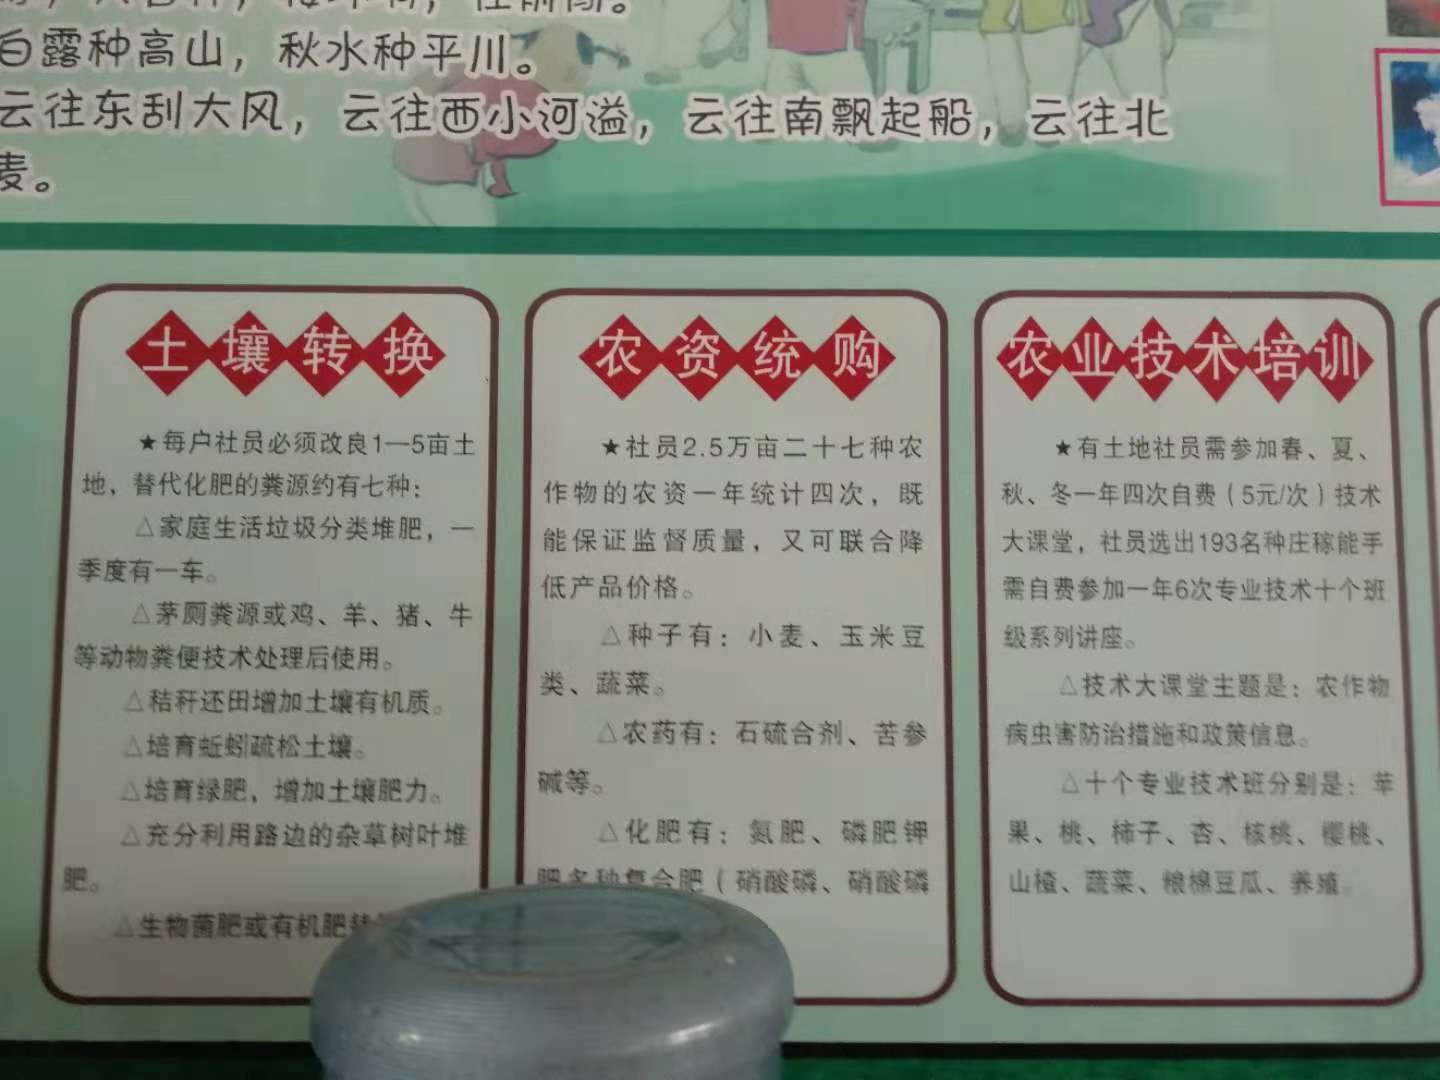 白露种高山，秋水种平川。
云往东刮大风，云往西小河溢，云往南飘起船，云往北
麦。
土壤转换
★每户社员必须改良1—5亩土
地，替代化肥的粪源约有七种：
△家庭生活垃圾分类堆肥，一
季度有一车。
△茅厕粪源或鸡、羊、猪、牛
等动物粪便技术处理后使用。
△秸秆还田增加土壤有机质。
△培育蚯蚓疏松土壤。
△培育绿肥，增加土壤肥力。
△充分利用路边的杂草树叶堆
肥。
△生物菌肥或有机肥
农资统购
★社员2.5万亩二十七种农
作物的农资一年统计四次，既
能保证监督质量，又可联合降
低产品价格。
△种子有：小麦、玉米豆
类、蔬菜。
△农药有：石硫合剂、苦参
碱等。
△化肥有：氮肥、磷肥钾
肥多种复合肥（硝酸磷、硝酸磷
农业技术培训
★有土地社员需参加春、夏、
秋、冬一年四次自费（5元/次）技术
大课堂，社员选出193名种庄稼能手
需自费参加一年6次专业技术十个班
级系列讲座。
△技术大课堂主题是：农作物
病虫害防治措施和政策信息。
△十个专业技术班分别是：苹
果、桃、柿子、杏、核桃、樱桃、
山楂、蔬菜、粮棉豆瓜、养殖。